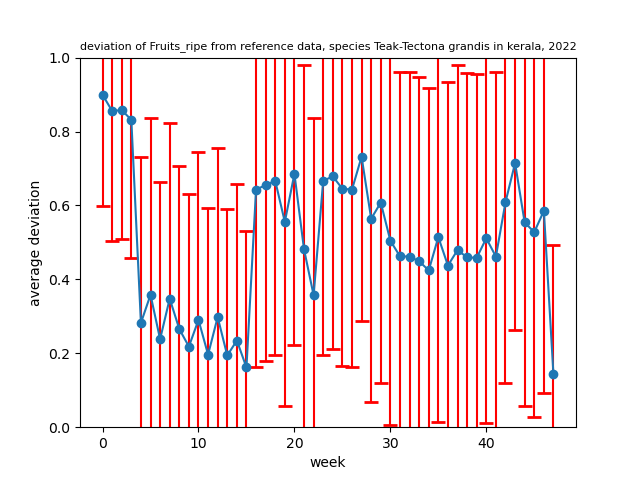 deviation of Fruits_ripe from reference data, species Teak-Tectona grandis in kerala, 2022
1.0
0.8
0.6
0.4
0.2
0.0
average deviation
0 10 20 30 40
week